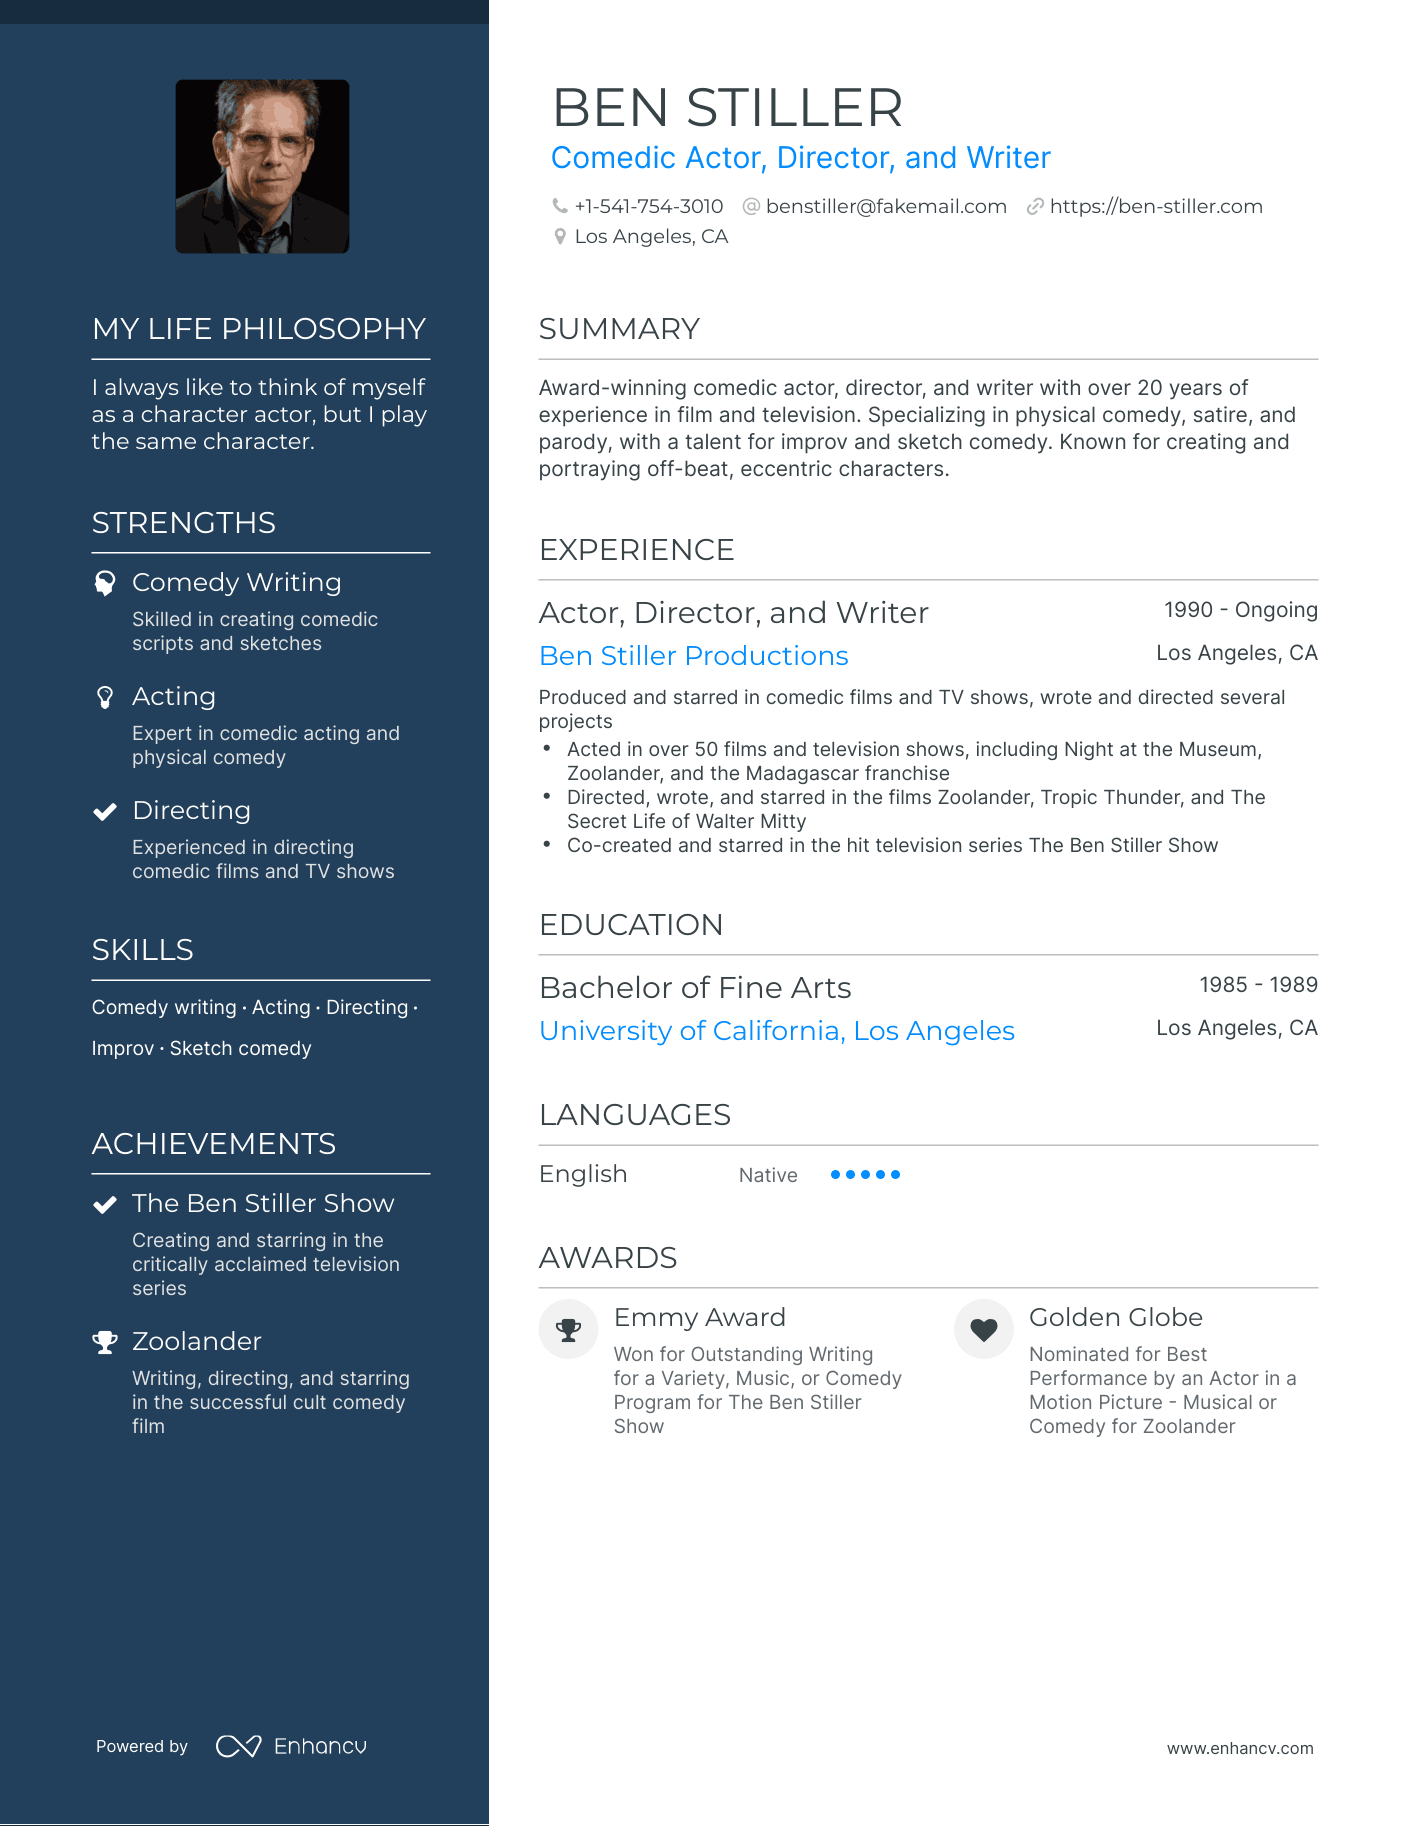 BEN STILLER
Comedic Actor, Director, and Writer
+1-541-754-3010 benstiller@fakemail.com https://ben-stiller.com
Los Angeles, CA
MY LIFE PHILOSOPHY
I always like to think of myself
as a character actor, but I play
the same character.
STRENGTHS
Comedy Writing
Skilled in creating comedic
scripts and sketches
Acting
Expert in comedic acting and
physical comedy
Directing
Experienced in directing
comedic films and TV shows
SKILLS
Comedy writing · Acting · Directing ·
Improv · Sketch comedy
ACHIEVEMENTS
The Ben Stiller Show
Creating and starring in the
critically acclaimed television
series
Zoolander
Writing, directing, and starring
in the successful cult comedy
film
SUMMARY
Award-winning comedic actor, director, and writer with over 20 years of
experience in film and television. Specializing in physical comedy, satire, and
parody, with a talent for improv and sketch comedy. Known for creating and
portraying off-beat, eccentric characters.
EXPERIENCE
Actor, Director, and Writer 1990 - Ongoing
Ben Stiller Productions Los Angeles, CA
Produced and starred in comedic films and TV shows, wrote and directed several
projects
• Acted in over 50 films and television shows, including Night at the Museum,
Zoolander, and the Madagascar franchise
• Directed, wrote, and starred in the films Zoolander, Tropic Thunder, and The
Secret Life of Walter Mitty
• Co-created and starred in the hit television series The Ben Stiller Show
EDUCATION
Bachelor of Fine Arts 1985 - 1989
University of California, Los Angeles Los Angeles, CA
LANGUAGES
English Native
AWARDS
Emmy Award
Won for Outstanding Writing
for a Variety, Music, or Comedy
Program for The Ben Stiller
Show
Golden Globe
Nominated for Best
Performance by an Actor in a
Motion Picture - Musical or
Comedy for Zoolander
Powered by Enhancv
www.enhancv.com